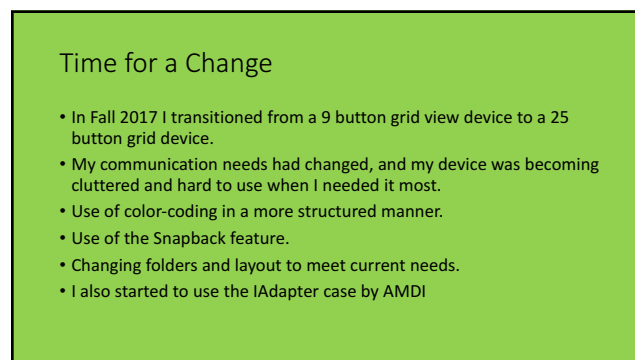 Time for a Change
• In Fall 2017 I transitioned from a 9 button grid view device to a 25
button grid device.
• My communication needs had changed, and my device was becoming
cluttered and hard to use when I needed it most.
• Use of color-coding in a more structured manner.
• Use of the Snapback feature.
• Changing folders and layout to meet current needs.
• I also started to use the IAdapter case by AMDI